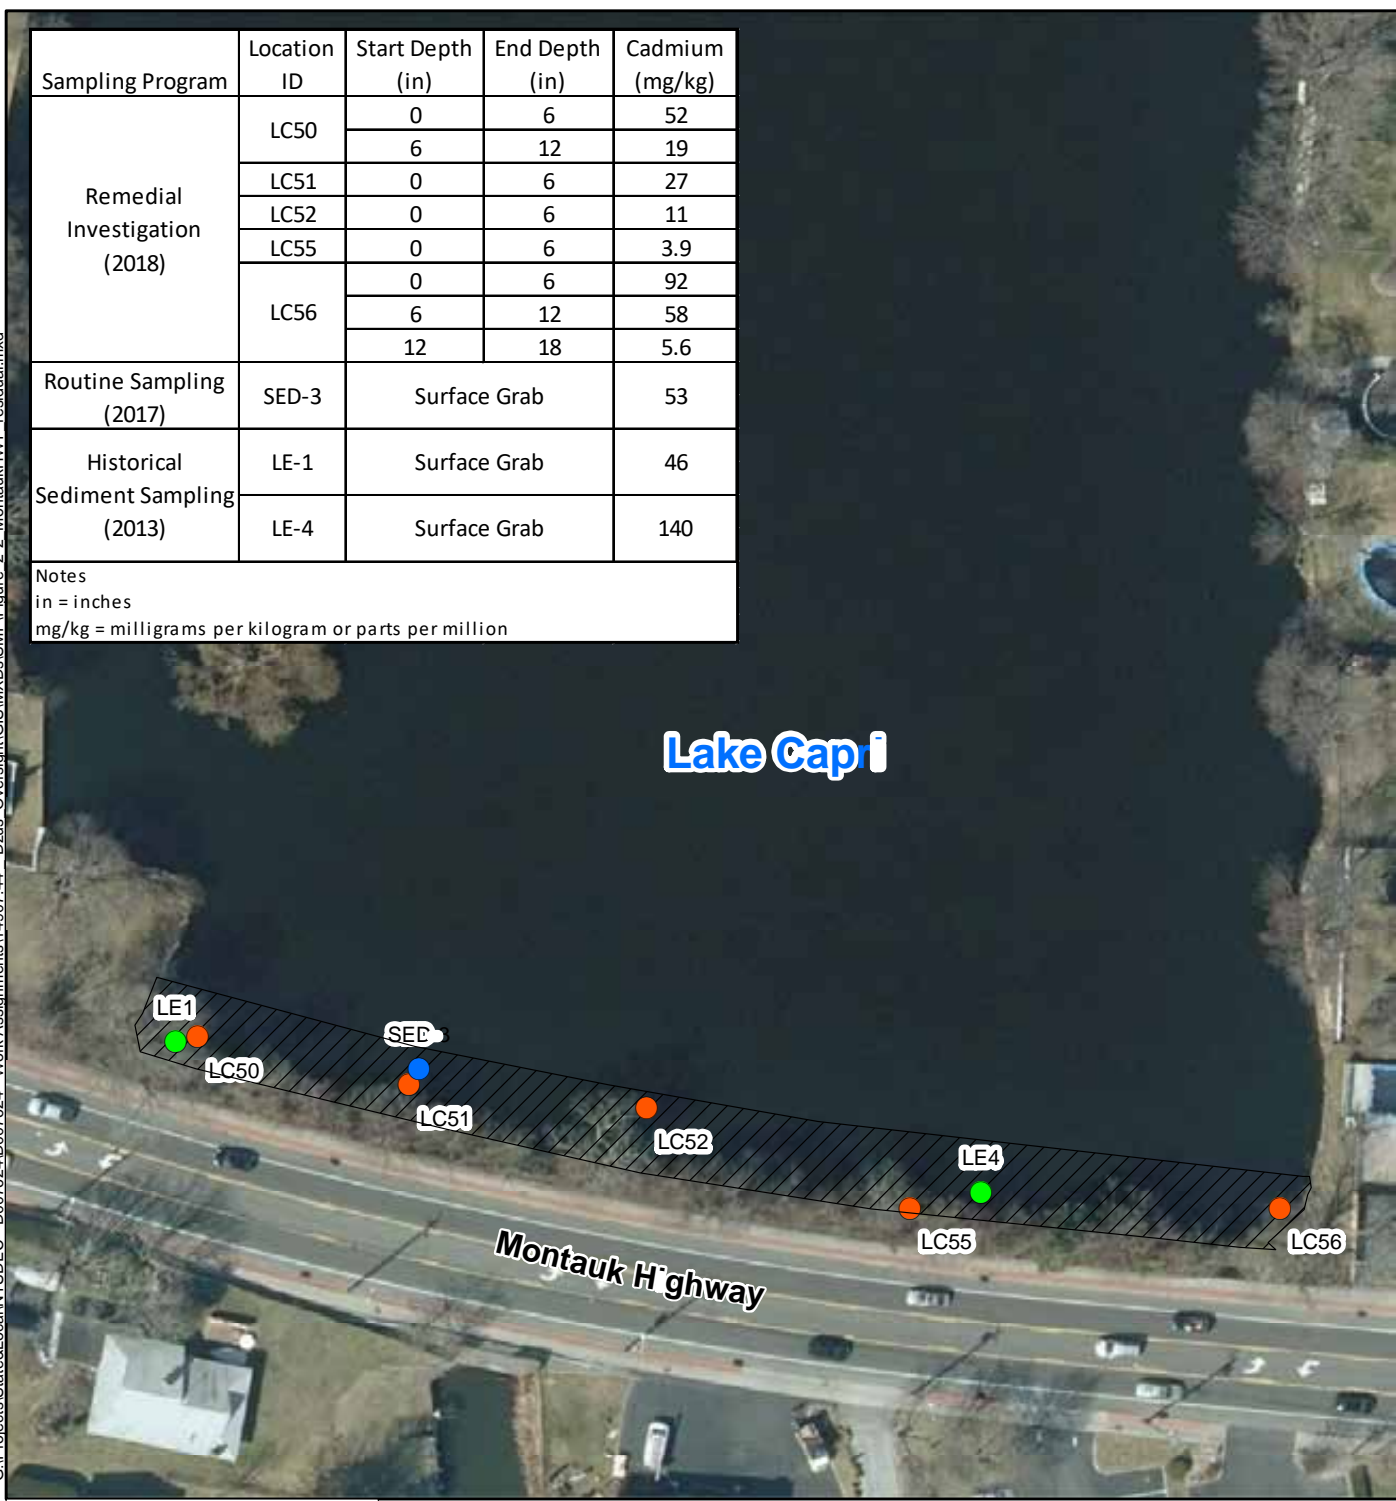 Sampling Program Location ID Start Depth (in) End Depth (in) Cadmium (mg/kg)
Remedial Investigation (2018) LC50 0 6 52
6 12 19
LC51 0 6 27
LC52 0 6 11
LC55 0 6 3.9
LC56 0 6 92
6 12 58
12 18 5.6
Routine Sampling (2017) SED-3 Surface Grab 53
Historical Sediment Sampling (2013) LE-1 Surface Grab 46
LE-4 Surface Grab 140
Notes
in = inches
mg/kg = milligrams per kilogram or parts per million
Lake Capri
LE1
LC50
SED-3
LC51
LC52
LE4
LC55
LC56
Montauk Highway